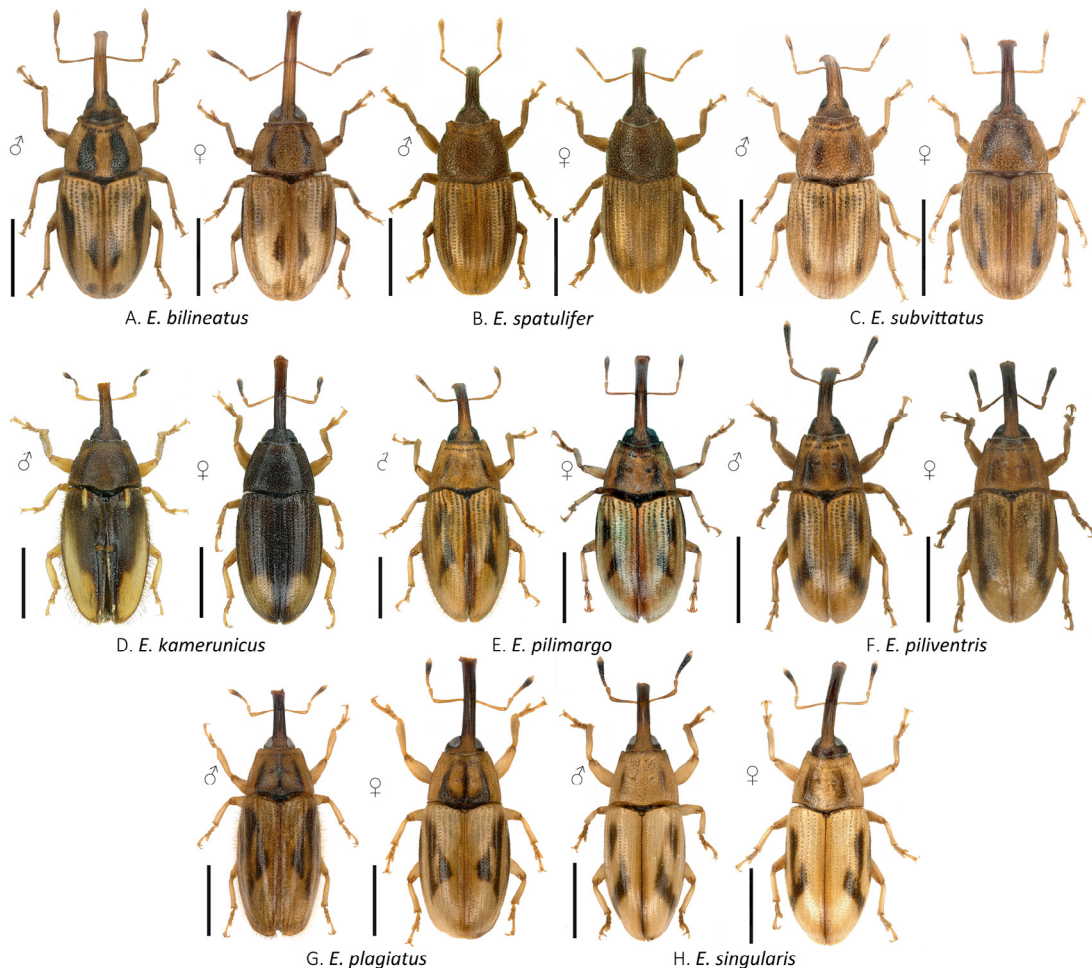 ♂ ♀ ♂ ♀ ♂ ♀
A. E. bilineatus B. E. spatulifer C. E. subvittatus
♂ ♀ ♂ ♀ ♂ ♀
D. E. kamerunicus E. E. pilimargo F. E. piliventris
♂ ♀ ♂ ♀
G. E. plagiatus H. E. singularis